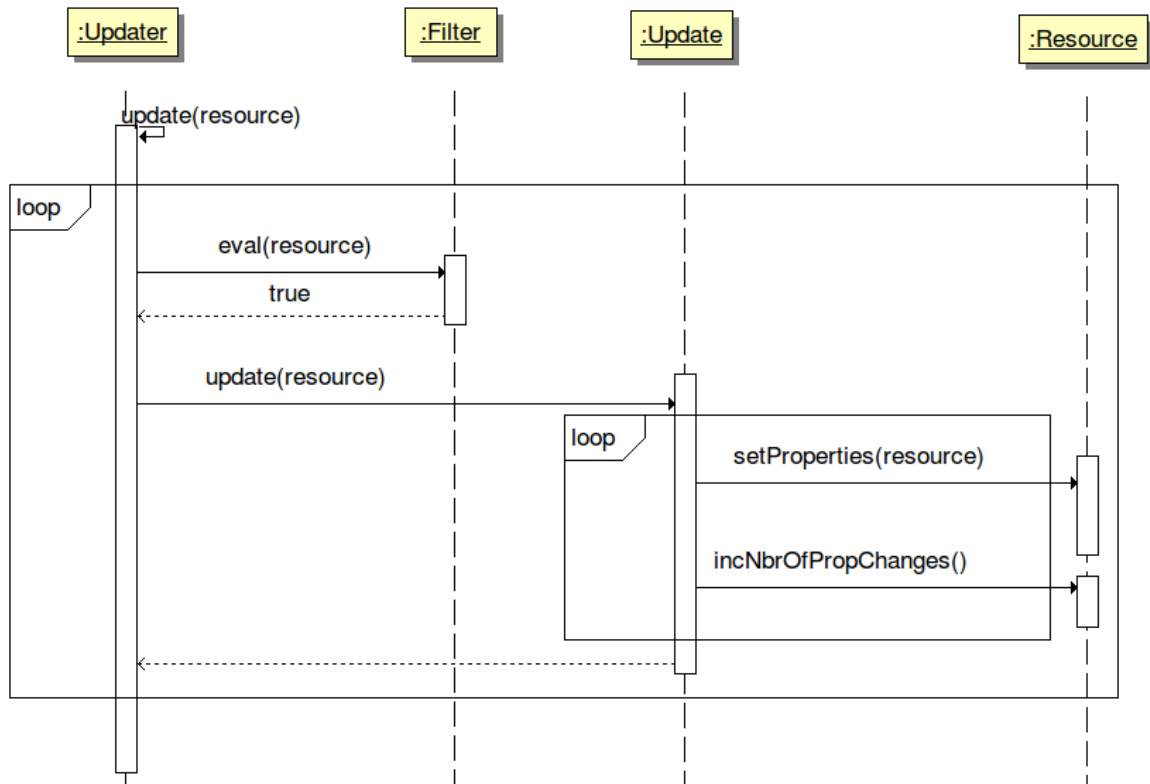 :Updater
:Filter
:Update
:Resource
update(resource)
loop
eval(resource)
true
update(resource)
loop
setProperties(resource)
incNbrOfPropChanges()